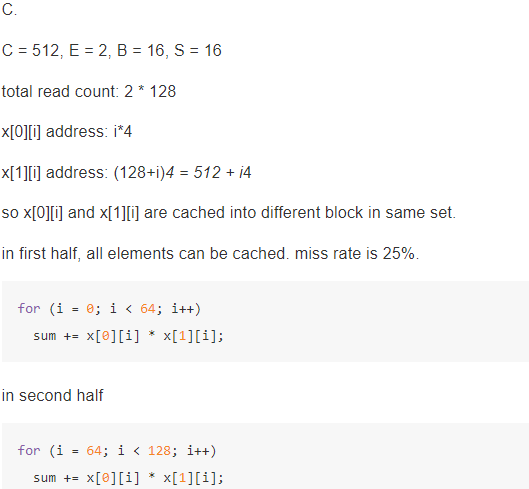 C.
C = 512, E = 2, B = 16, S = 16
total read count: 2 * 128
x[0][i] address: i*4
x[1][i] address: (128+i)4 = 512 + i4
so x[0][i] and x[1][i] are cached into different block in same set.
in first half, all elements can be cached. miss rate is 25%.
for (i = 0; i < 64; i++)
  sum += x[0][i] * x[1][i];
in second half
for (i = 64; i < 128; i++)
  sum += x[0][i] * x[1][i];